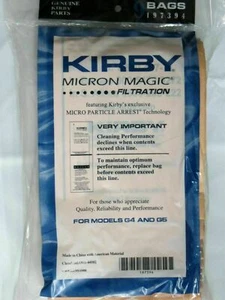 GENUINE
KIRBY
PARTS
BAGS
197394
KIRBY
MICRON MAGIC
FILTRATION
featuring Kirby's exclusive
MICRO PARTICLE ARREST Technology
VERY IMPORTANT
Cleaning Performance
declines when contents
exceed this line.
To maintain optimum
performance, replace bag
before contents exceed
this line.
For those who appreciate
Quality, Reliability and Performance
FOR MODELS G4 AND G5
Made in China with American Material